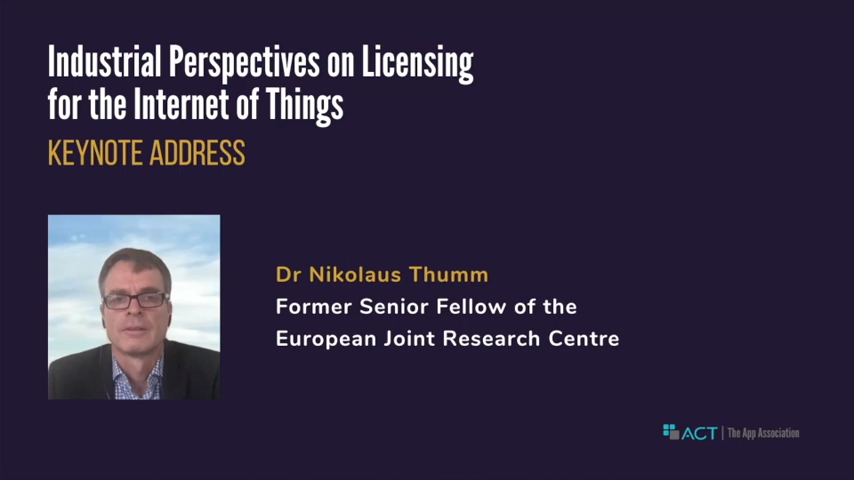 Industrial Perspectives on Licensing
for the Internet of Things
KEYNOTE ADDRESS
Dr Nikolaus Thumm
Former Senior Fellow of the
European Joint Research Centre
ACT | The App Association